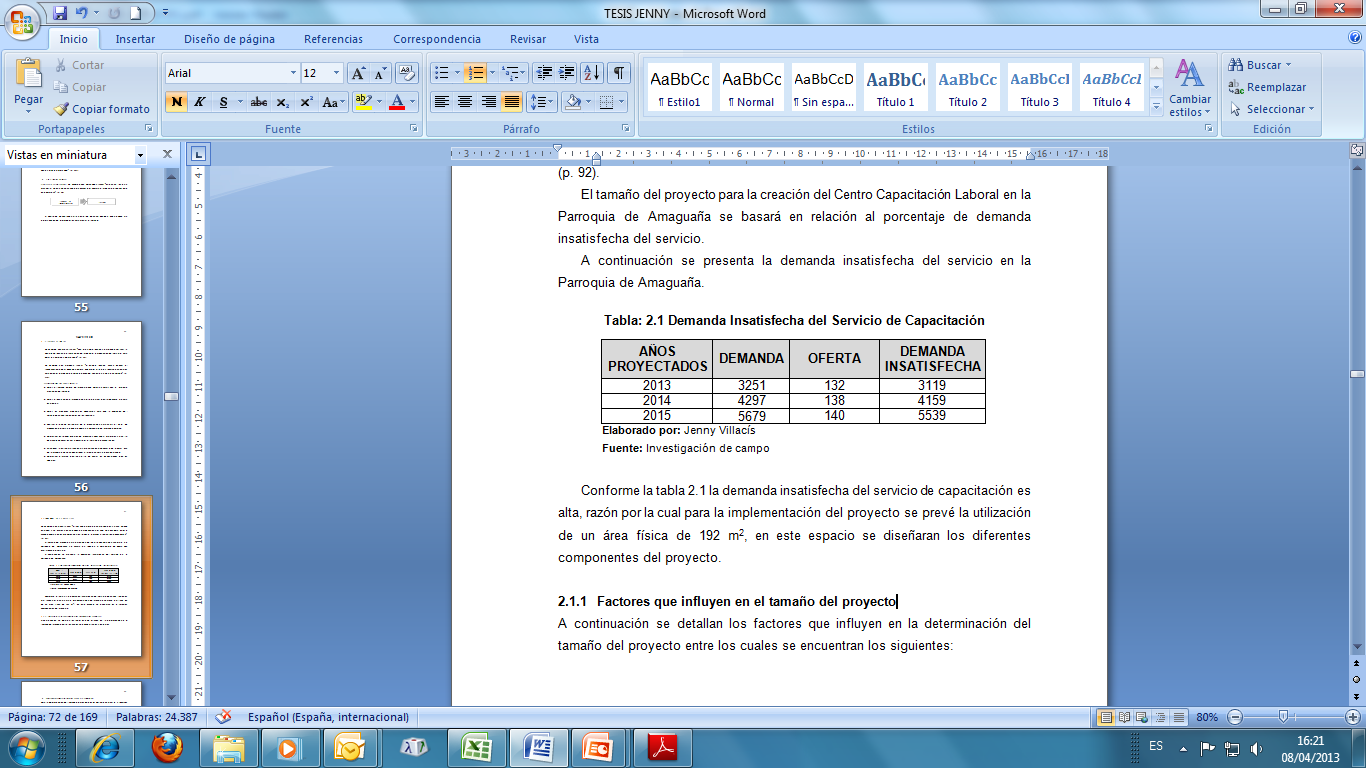 TESIS JENNY - Microsoft Word
Inicio Insertar Diseño de página Referencias Correspondencia Revisar Vista
Pegar
Cortar
Copiar
Copiar formato
Portapapeles
Arial 12
N K S abc x₂ x² Aa
Fuente
Párrafo
AaBbCc AaBbCc AaBbCcD AaBbC AaBbCc AaBbCcI AaBbCcI
¶ Estilo1 ¶ Normal ¶ Sin espa... Título 1 Título 2 Título 3 Título 4
Cambiar estilos
Estilos
Buscar
Reemplazar
Seleccionar
Edición
Vistas en miniatura
55
56
57
(p. 92).
El tamaño del proyecto para la creación del Centro Capacitación Laboral en la
Parroquia de Amaguaña se basará en relación al porcentaje de demanda
insatisfecha del servicio.
A continuación se presenta la demanda insatisfecha del servicio en la
Parroquia de Amaguaña.
Tabla: 2.1 Demanda Insatisfecha del Servicio de Capacitación
AÑOS PROYECTADOS DEMANDA OFERTA DEMANDA INSATISFECHA
2013 3251 132 3119
2014 4297 138 4159
2015 5679 140 5539
Elaborado por: Jenny Villacís
Fuente: Investigación de campo
Conforme la tabla 2.1 la demanda insatisfecha del servicio de capacitación es
alta, razón por la cual para la implementación del proyecto se prevé la utilización
de un área física de 192 m², en este espacio se diseñaran los diferentes
componentes del proyecto.
2.1.1 Factores que influyen en el tamaño del proyecto
A continuación se detallan los factores que influyen en la determinación del
tamaño del proyecto entre los cuales se encuentran los siguientes:
Página: 72 de 169 Palabras: 24.387 Español (España, internacional) 80%
ES 16:21
08/04/2013